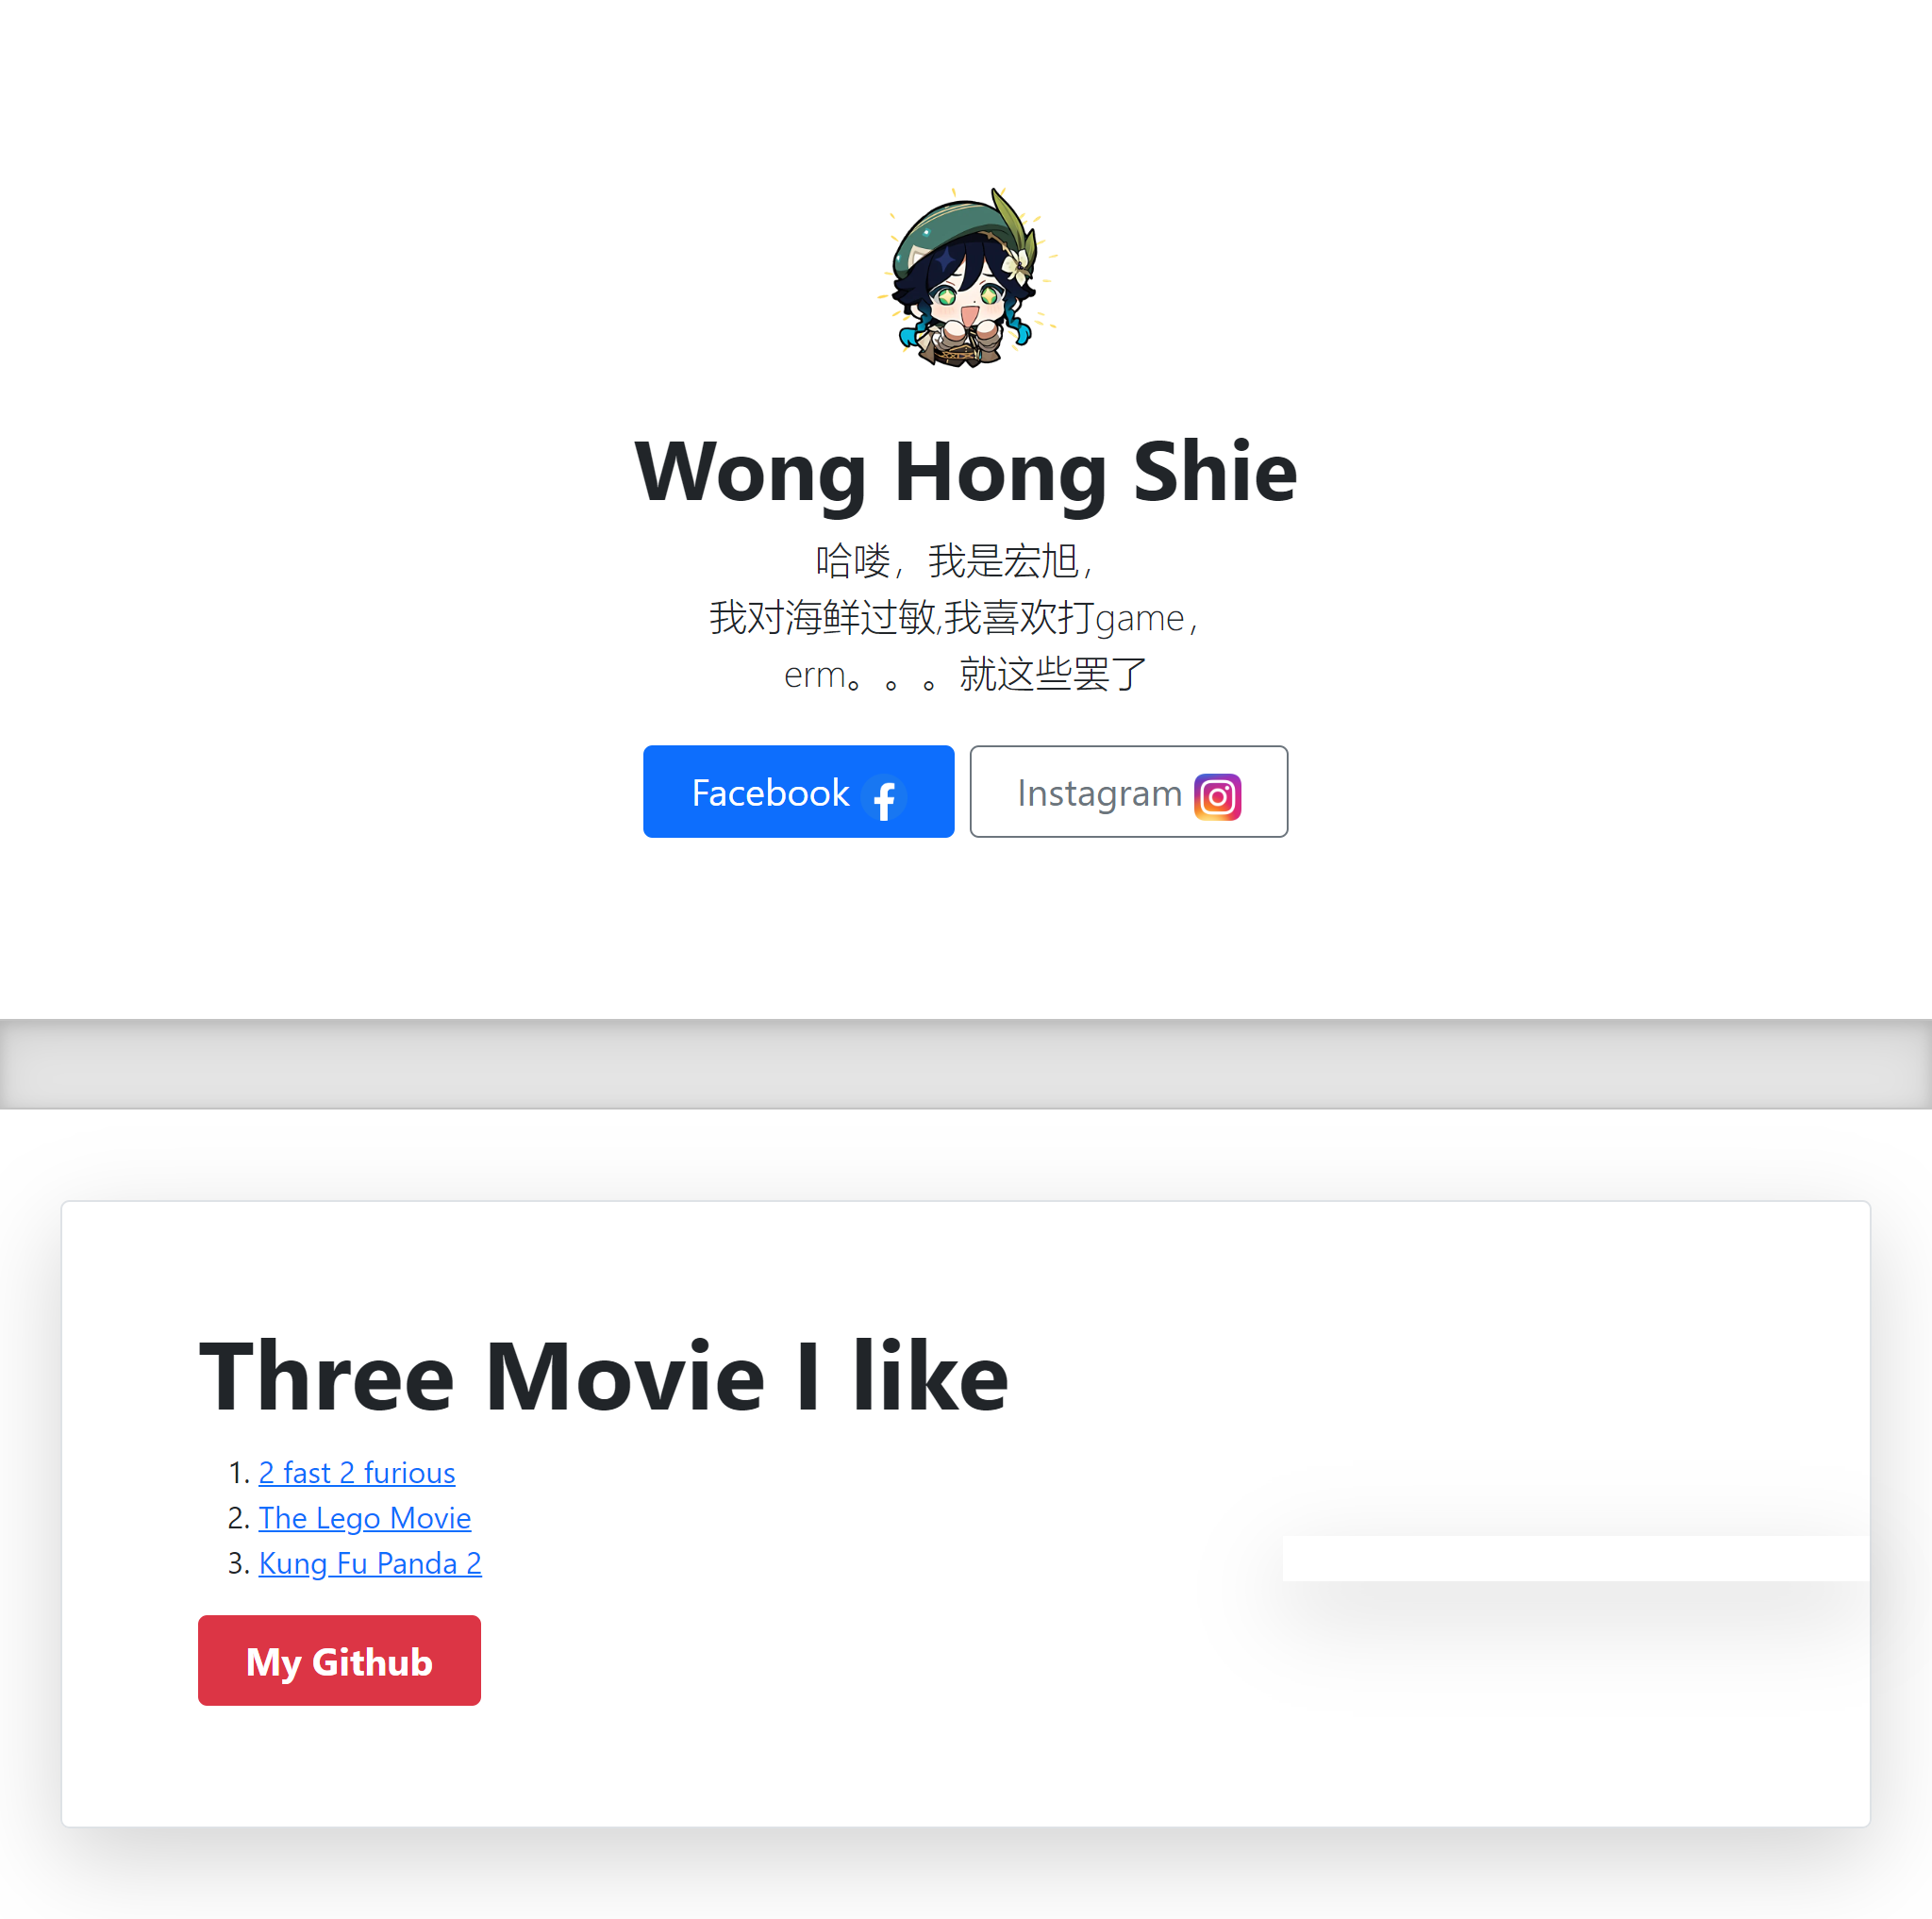 Wong Hong Shie
哈喽，我是宏旭，
我对海鲜过敏,我喜欢打game，
erm。。。就这些罢了
Facebook
Instagram
Three Movie I like
1. 2 fast 2 furious
2. The Lego Movie
3. Kung Fu Panda 2
My Github